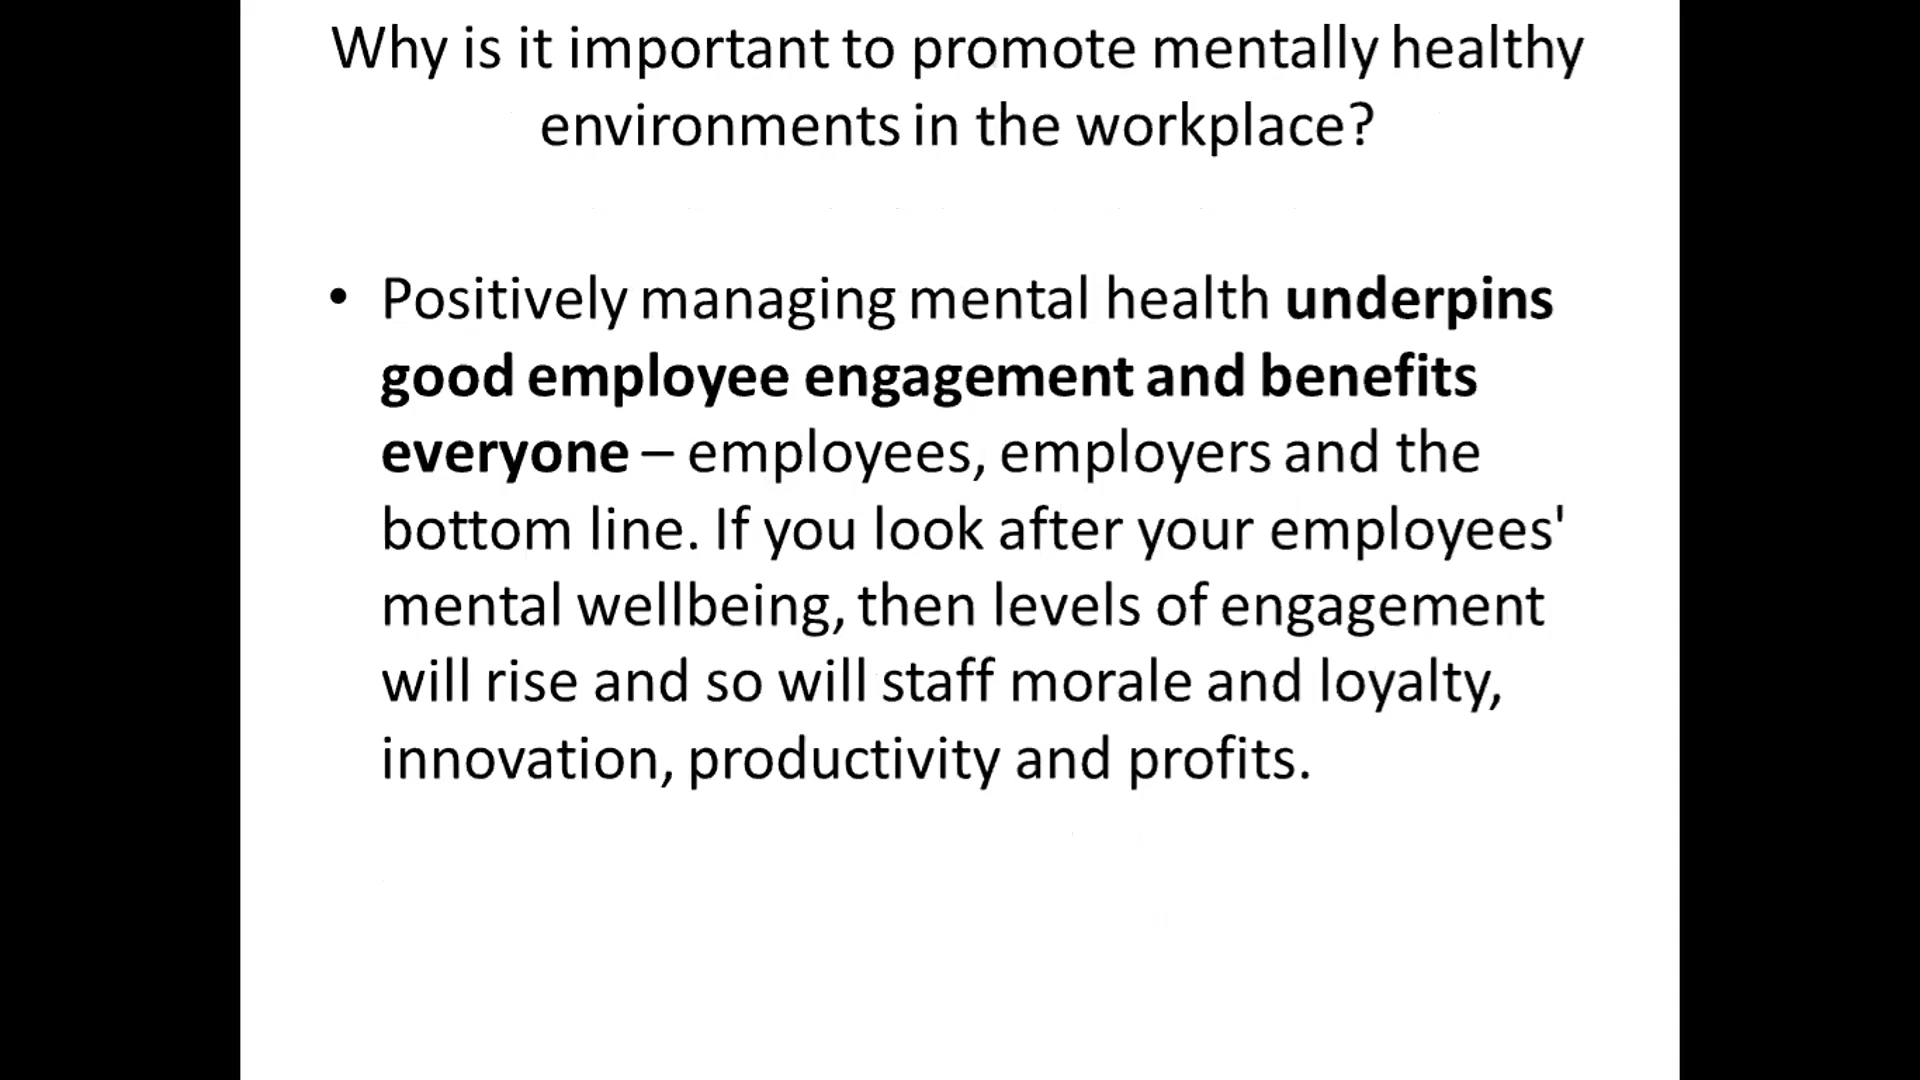 Why is it important to promote mentally healthy
environments in the workplace?
• Positively managing mental health underpins
good employee engagement and benefits
everyone – employees, employers and the
bottom line. If you look after your employees'
mental wellbeing, then levels of engagement
will rise and so will staff morale and loyalty,
innovation, productivity and profits.